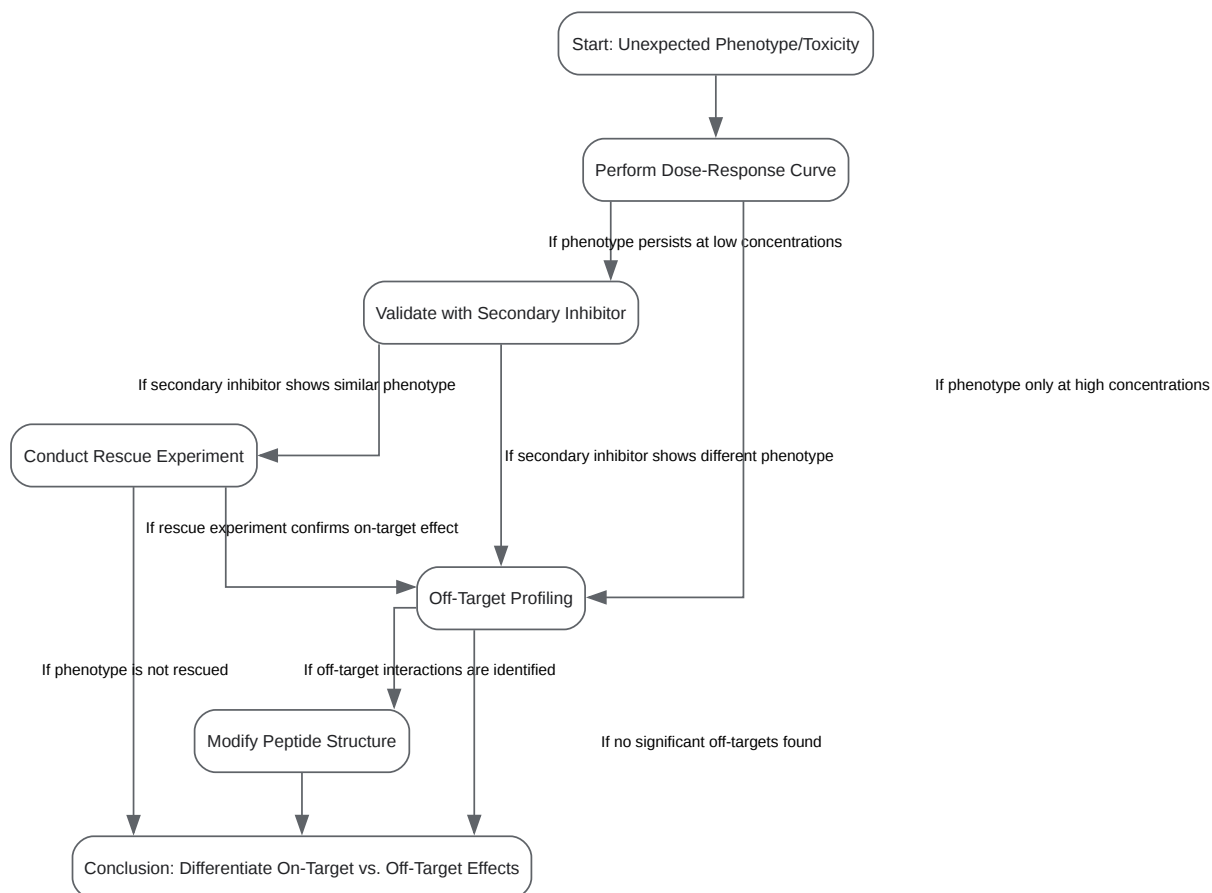 Start: Unexpected Phenotype/Toxicity
Perform Dose-Response Curve
If phenotype persists at low concentrations
Validate with Secondary Inhibitor
If secondary inhibitor shows similar phenotype
If phenotype only at high concentrations
Conduct Rescue Experiment
If secondary inhibitor shows different phenotype
If rescue experiment confirms on-target effect
Off-Target Profiling
If phenotype is not rescued
If off-target interactions are identified
Modify Peptide Structure
If no significant off-targets found
Conclusion: Differentiate On-Target vs. Off-Target Effects